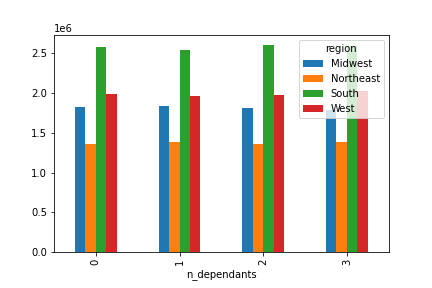 1e6
2.5
2.0
1.5
1.0
0.5
0.0
region
Midwest
Northeast
South
West
0 1 2 3
n_dependants